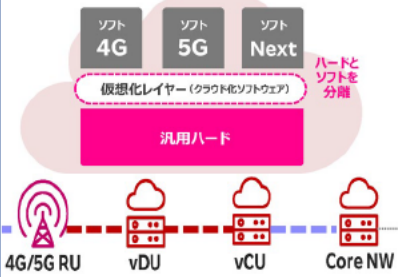 ソフト
4G
ソフト
5G
ソフト
Next
ハードと
ソフトを
分離
仮想化レイヤー(クラウド化ソフトウェア)
汎用ハード
4G/5G RU
vDU
vCU
Core NW